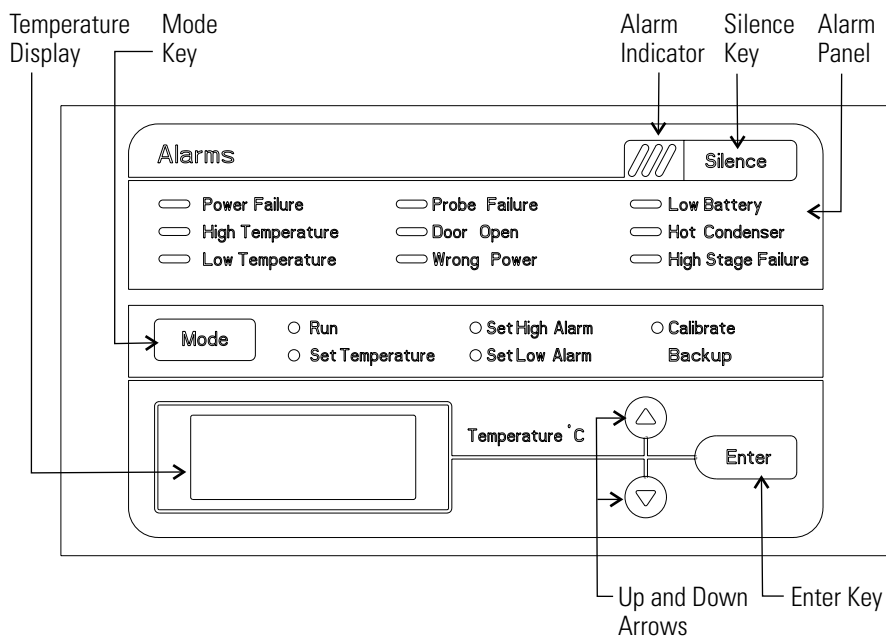 Temperature Display
Mode Key
Alarm Indicator
Silence Key
Alarm Panel
Alarms
Silence
Power Failure
Probe Failure
Low Battery
High Temperature
Door Open
Hot Condenser
Low Temperature
Wrong Power
High Stage Failure
Mode
Run
Set High Alarm
Calibrate
Set Temperature
Set Low Alarm
Backup
Temperature °C
Enter
Up and Down Arrows
Enter Key